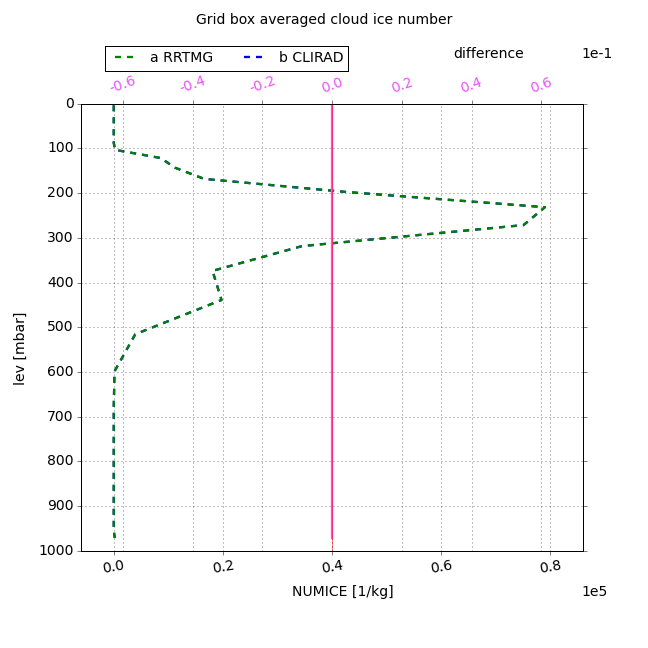 Grid box averaged cloud ice number
a RRTMG b CLIRAD difference 1e-1
-0.6 -0.4 -0.2 0.0 0.2 0.4 0.6
0
100
200
300
400
500
600
700
800
900
1000
lev [mbar]
0.0 0.2 0.4 0.6 0.8
NUMICE [1/kg] 1e5